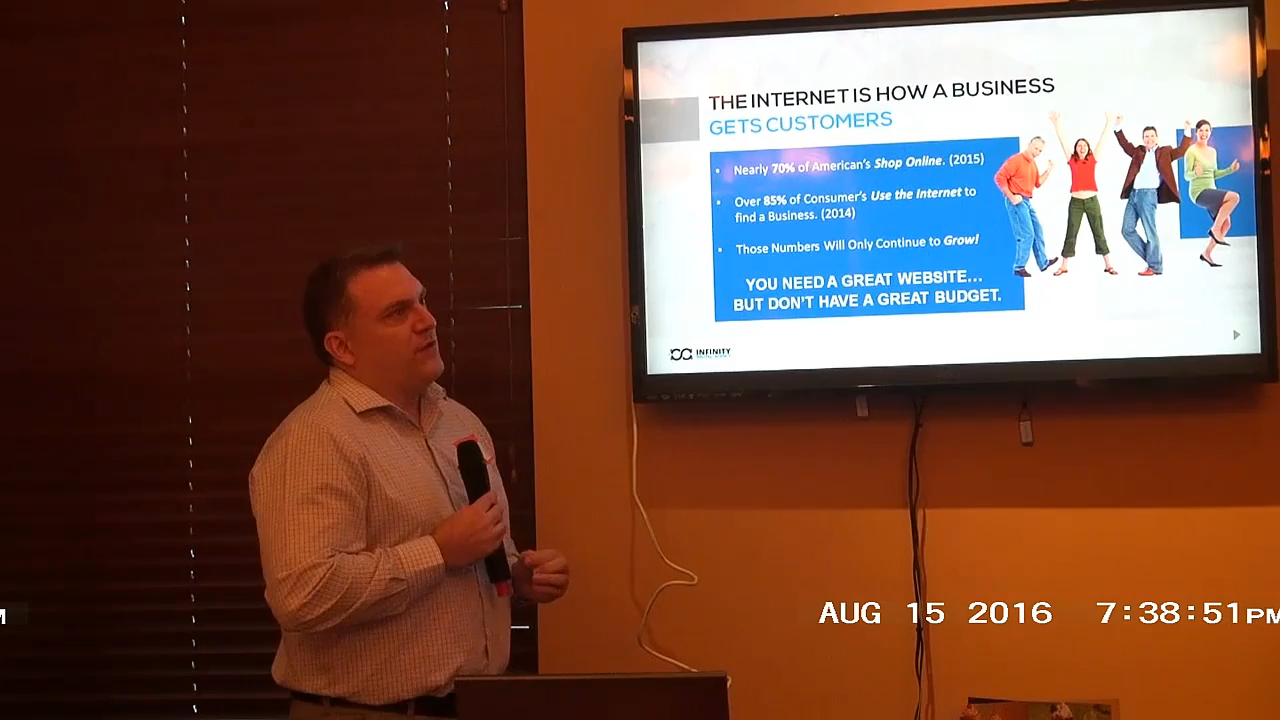 THE INTERNET IS HOW A BUSINESS
GETS CUSTOMERS
Nearly 70% of American's Shop Online. (2015)
Over 85% of Consumer's Use the Internet to
find a Business. (2014)
Those Numbers Will Only Continue to Grow!
YOU NEED A GREAT WEBSITE...
BUT DON'T HAVE A GREAT BUDGET.
INFINITY
M
AUG 15 2016 7:38:51PM